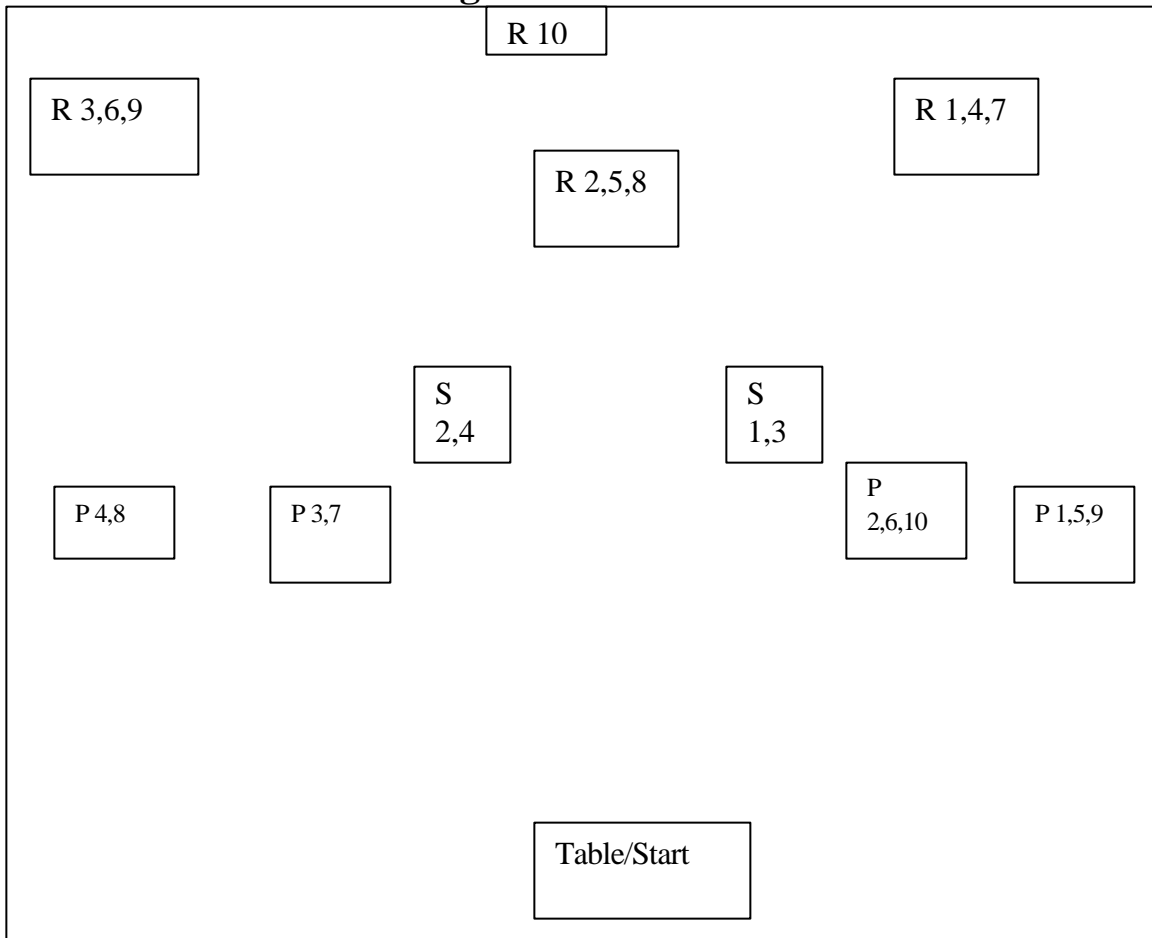 R 10
R 3,6,9
R 1,4,7
R 2,5,8
S
2,4
S
1,3
P 4,8
P 3,7
P
2,6,10
P 1,5,9
Table/Start